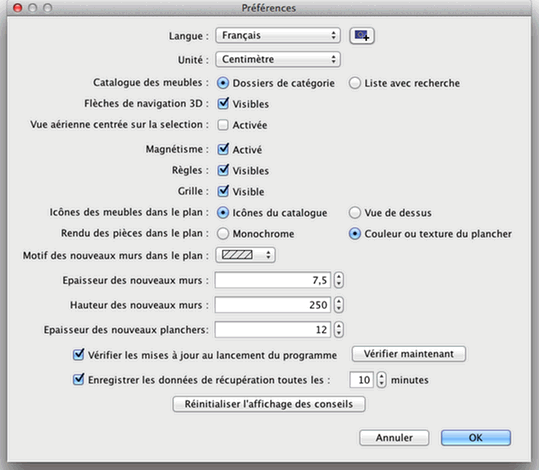 Préférences
Langue : Français
Unité : Centimètre
Catalogue des meubles : Dossiers de catégorie Liste avec recherche
Flèches de navigation 3D : Visibles
Vue aérienne centrée sur la selection : Activée
Magnétisme : Activé
Règles : Visibles
Grille : Visible
Icônes des meubles dans le plan : Icônes du catalogue Vue de dessus
Rendu des pièces dans le plan : Monochrome Couleur ou texture du plancher
Motif des nouveaux murs dans le plan :
Epaisseur des nouveaux murs : 7,5
Hauteur des nouveaux murs : 250
Epaisseur des nouveaux planchers: 12
Vérifier les mises à jour au lancement du programme Vérifier maintenant
Enregistrer les données de récupération toutes les : 10 minutes
Réinitialiser l'affichage des conseils
Annuler OK